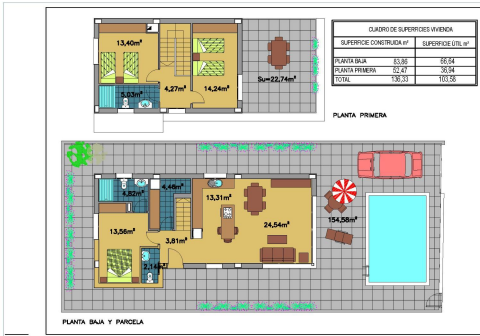 CUADRO DE SUPERFICIES VIVIENDA
SUPERFICIE CONSTRUIDA m² SUPERFICIE ÚTIL m²
PLANTA BAJA 83,86 66,64
PLANTA PRIMERA 52,47 36,94
TOTAL 136,33 103,58
13,40m²
5,03m²
4,27m²
14,24m²
Su=22,74m²
PLANTA PRIMERA
4,82m²
4,46m²
13,31m²
24,54m²
154,58m²
13,56m²
3,81m²
2,14m²
PLANTA BAJA Y PARCELA